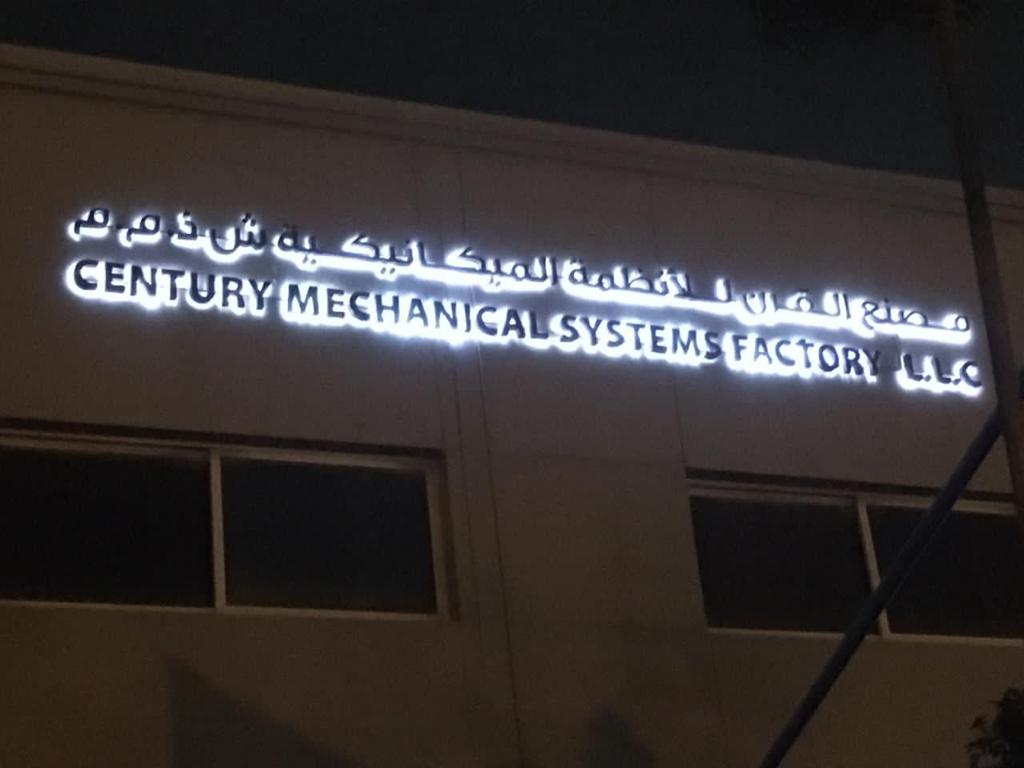 مصنع القرن للأنظمة الميكانيكية ش.ذ.م.م
CENTURY MECHANICAL SYSTEMS FACTORY L.L.C